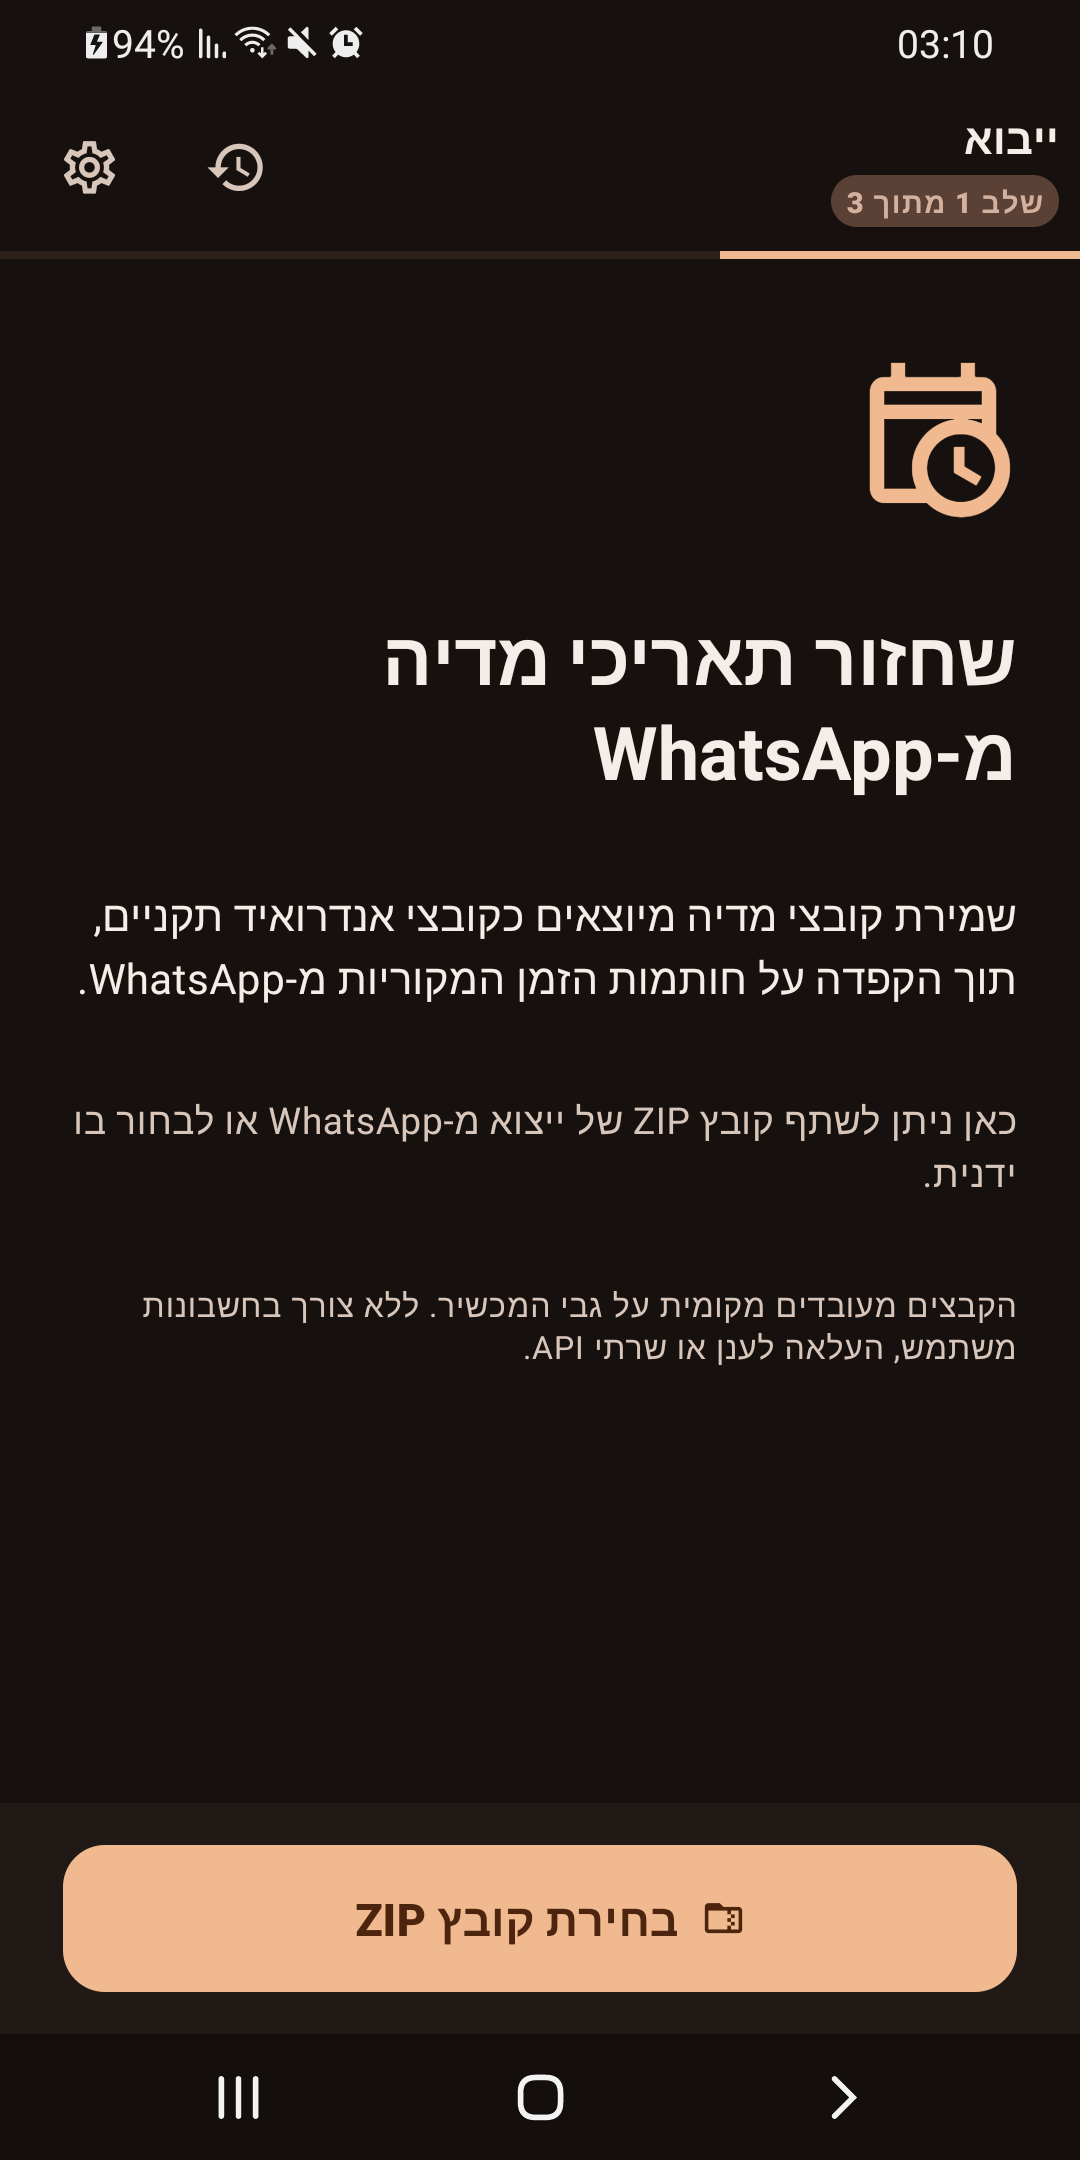 94%
03:10
ייבוא
שלב 1 מתוך 3
שחזור תאריכי מדיה
מ-WhatsApp
שמירת קובצי מדיה מיוצאים כקובצי אנדרואיד תקניים,
תוך הקפדה על חותמות הזמן המקוריות מ-WhatsApp.
כאן ניתן לשתף קובץ ZIP של ייצוא מ-WhatsApp או לבחור בו
ידנית.
הקבצים מעובדים מקומית על גבי המכשיר. ללא צורך בחשבונות
משתמש, העלאה לענן או שרתי API.
בחירת קובץ ZIP